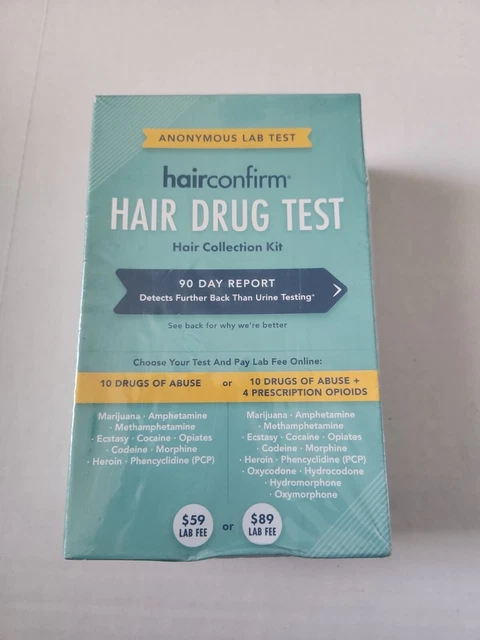 ANONYMOUS LAB TEST
hairconfirm®
HAIR DRUG TEST
Hair Collection Kit
90 DAY REPORT
Detects Further Back Than Urine Testing*
See back for why we're better
Choose Your Test And Pay Lab Fee Online:
10 DRUGS OF ABUSE or 10 DRUGS OF ABUSE +
4 PRESCRIPTION OPIOIDS
Marijuana · Amphetamine
· Methamphetamine
· Ecstasy · Cocaine · Opiates
· Codeine · Morphine
· Heroin · Phencyclidine (PCP)
Marijuana · Amphetamine
· Methamphetamine
· Ecstasy · Cocaine · Opiates
· Codeine · Morphine
· Heroin · Phencyclidine (PCP)
· Oxycodone · Hydrocodone
· Hydromorphone
· Oxymorphone
$59 or $89
LAB FEE LAB FEE